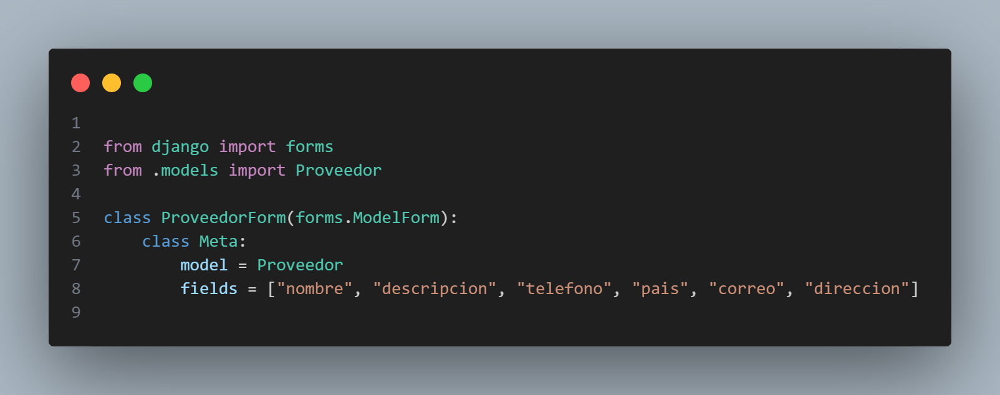 1
2 from django import forms
3 from .models import Proveedor
4
5 class ProveedorForm(forms.ModelForm):
6     class Meta:
7         model = Proveedor
8         fields = ["nombre", "descripcion", "telefono", "pais", "correo", "direccion"]
9